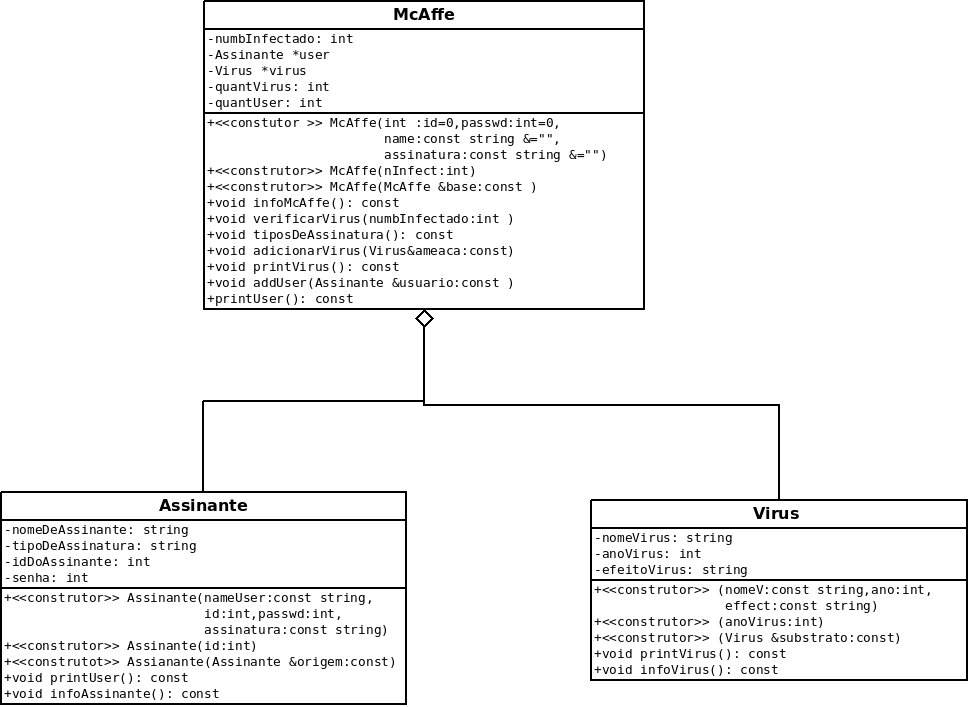 McAffe
-numbInfectado: int
-Assinante *user
-Virus *virus
-quantVirus: int
-quantUser: int
+<<constutor >> McAffe(int :id=0,passwd:int=0,
name:const string &="",
assinatura:const string &="")
+<<construtor>> McAffe(nInfect:int)
+<<construtor>> McAffe(McAffe &base:const )
+void infoMcAffe(): const
+void verificarVirus(numbInfectado:int )
+void tiposDeAssinatura(): const
+void adicionarVirus(Virus&ameaca:const)
+void printVirus(): const
+void addUser(Assinante &usuario:const )
+printUser(): const
Assinante
-nomeDeAssinante: string
-tipoDeAssinatura: string
-idDoAssinante: int
-senha: int
+<<construtor>> Assinante(nameUser:const string,
id:int,passwd:int,
assinatura:const string)
+<<construtor>> Assinante(id:int)
+<<construtot>> Assianante(Assinante &origem:const)
+void printUser(): const
+void infoAssinante(): const
Virus
-nomeVirus: string
-anoVirus: int
-efeitoVirus: string
+<<construtor>> (nomeV:const string,ano:int,
effect:const string)
+<<construtor>> (anoVirus:int)
+<<construtor>> (Virus &substrato:const)
+void printVirus(): const
+void infoVirus(): const